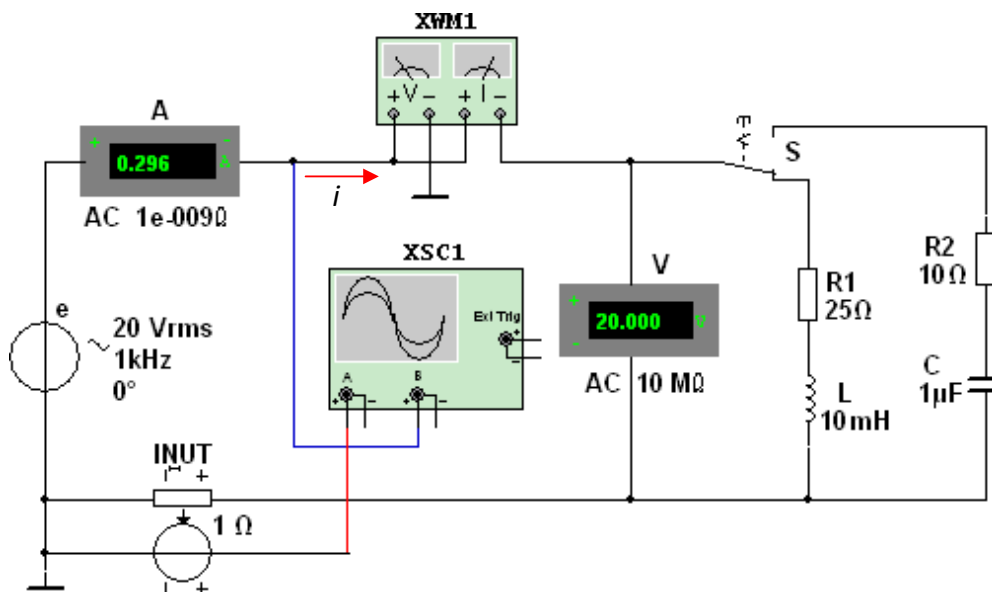 XWM1
+ V - + I -
A
+ -
0.296 A
AC 1e-009Ω
i
XSC1
Ext Trig
+
-
A B
+ - + -
V
+
-
20.000 V
AC 10 MΩ
S
R1
25Ω
R2
10Ω
L
10mH
C
1µF
e
20 Vrms
1kHz
0°
INUT
- +
1 Ω
- +